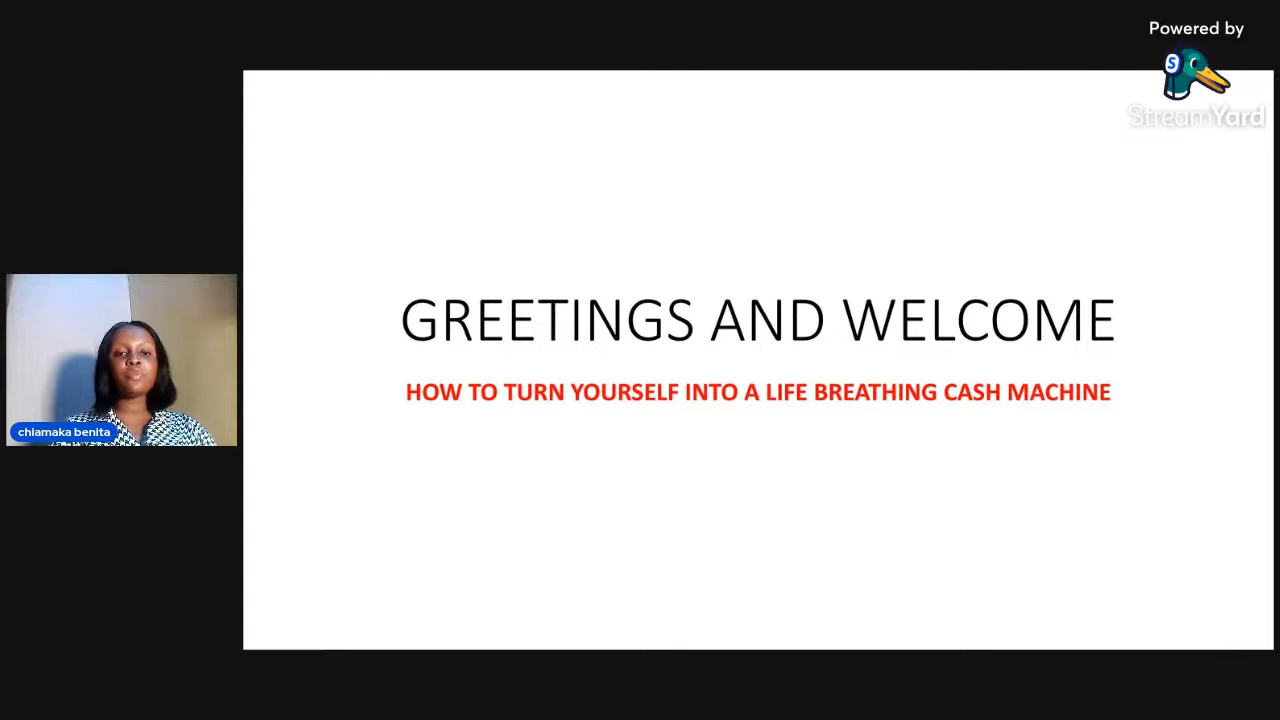 Powered by
S
StreamYard
GREETINGS AND WELCOME
HOW TO TURN YOURSELF INTO A LIFE BREATHING CASH MACHINE
chiamaka benita